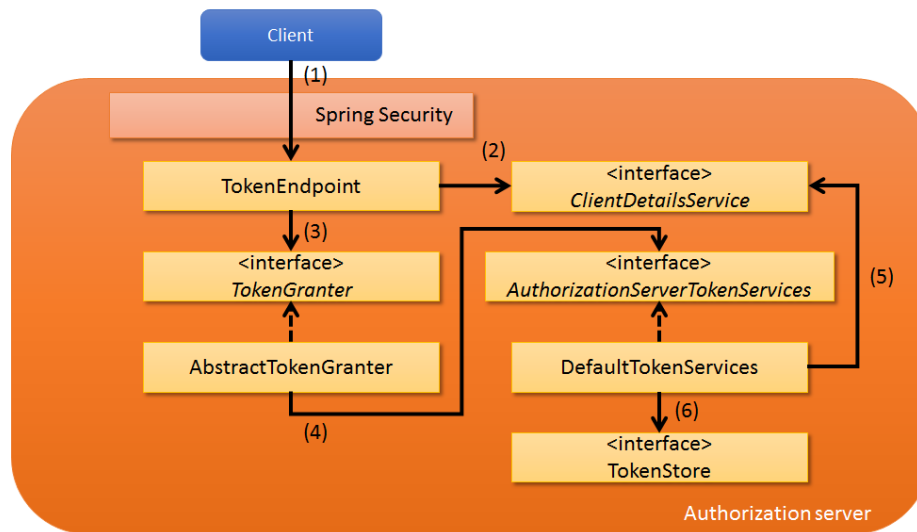 Client
(1)
Spring Security
(2)
TokenEndpoint
<interface>
ClientDetailsService
(3)
<interface>
TokenGranter
<interface>
AuthorizationServerTokenServices
(5)
AbstractTokenGranter
DefaultTokenServices
(4)
(6)
<interface>
TokenStore
Authorization server